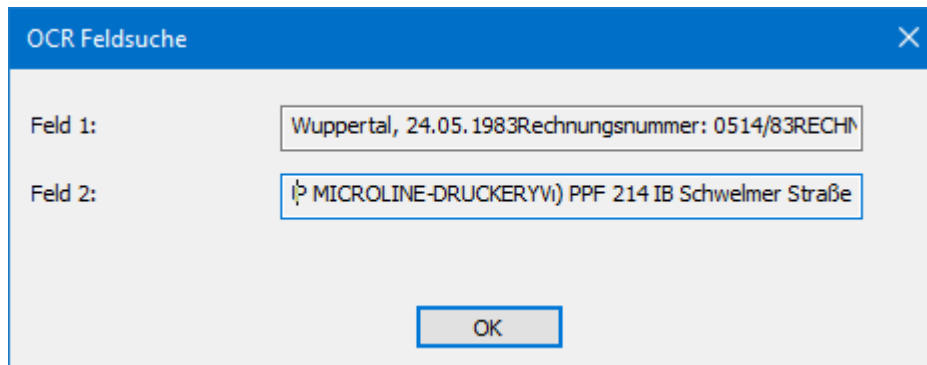 OCR Feldsuche
Feld 1: Wuppertal, 24.05.1983Rechnungsnummer: 0514/83RECHN
Feld 2: MICROLINE-DRUCKERYVi) PPF 214 IB Schwelmer Straße
OK